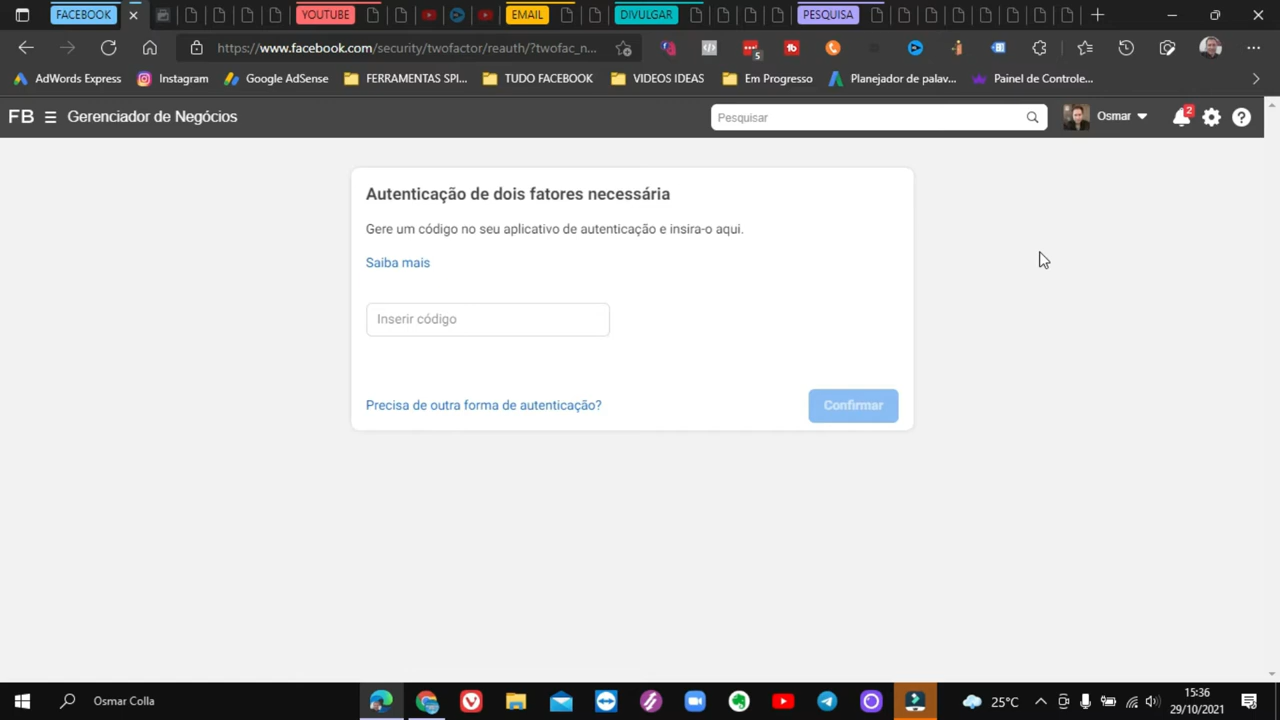 FACEBOOK YOUTUBE EMAIL DIVULGAR PESQUISA
https://www.facebook.com/security/twofactor/reauth/?twofac_n... 5
AdWords Express Instagram Google AdSense FERRAMENTAS SPI... TUDO FACEBOOK VIDEOS IDEAS Em Progresso Planejador de palav... Painel de Controle...
FB Gerenciador de Negócios Pesquisar Osmar 2
Autenticação de dois fatores necessária
Gere um código no seu aplicativo de autenticação e insira-o aqui.
Saiba mais
Inserir código
Precisa de outra forma de autenticação? Confirmar
Osmar Colla 25°C 15:36
29/10/2021